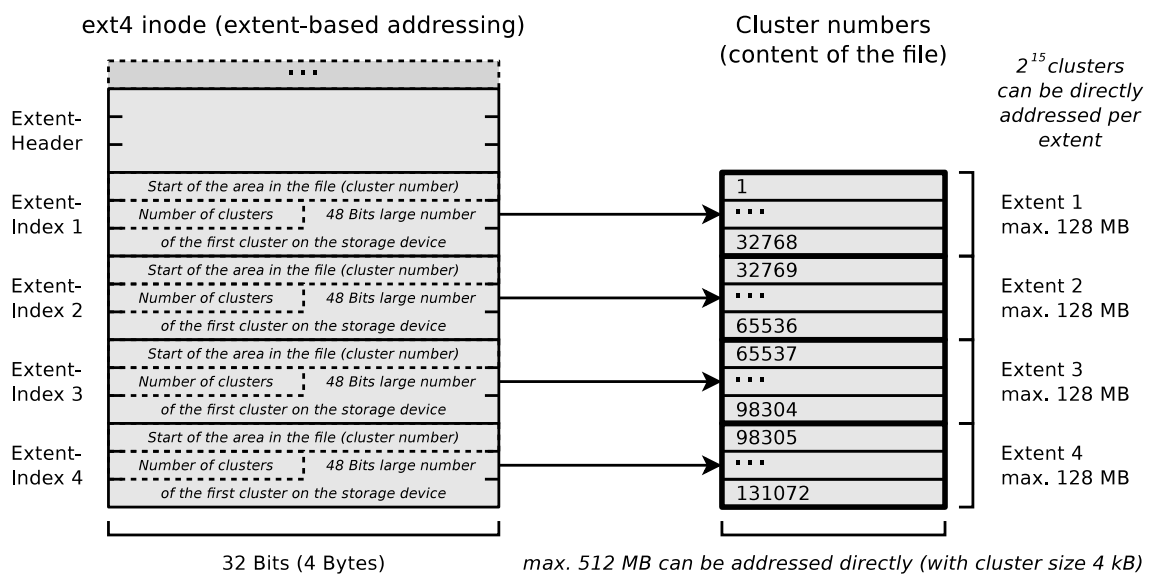 ext4 inode (extent-based addressing)
Cluster numbers
(content of the file)
2^15 clusters
can be directly
addressed per
extent
...
Extent-
Header
Extent-
Index 1
Start of the area in the file (cluster number)
Number of clusters 48 Bits large number
of the first cluster on the storage device
1
...
32768
Extent 1
max. 128 MB
Extent-
Index 2
Start of the area in the file (cluster number)
Number of clusters 48 Bits large number
of the first cluster on the storage device
32769
...
65536
Extent 2
max. 128 MB
Extent-
Index 3
Start of the area in the file (cluster number)
Number of clusters 48 Bits large number
of the first cluster on the storage device
65537
...
98304
Extent 3
max. 128 MB
Extent-
Index 4
Start of the area in the file (cluster number)
Number of clusters 48 Bits large number
of the first cluster on the storage device
98305
...
131072
Extent 4
max. 128 MB
32 Bits (4 Bytes)
max. 512 MB can be addressed directly (with cluster size 4 kB)